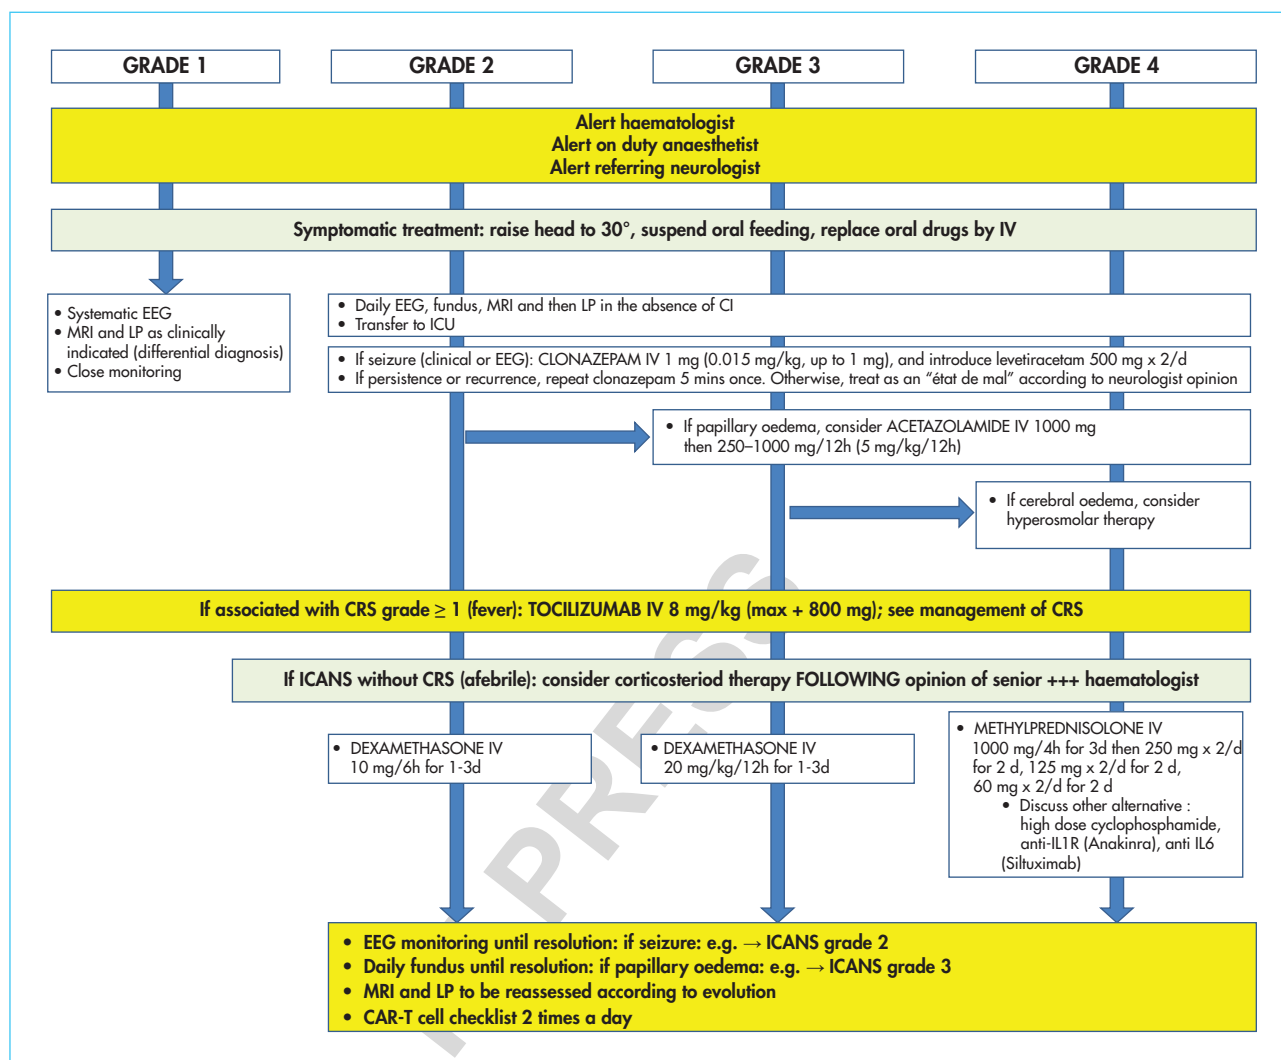 GRADE 1
GRADE 2
GRADE 3
GRADE 4
Alert haematologist
Alert on duty anaesthetist
Alert referring neurologist
Symptomatic treatment: raise head to 30°, suspend oral feeding, replace oral drugs by IV
• Systematic EEG
• MRI and LP as clinically
indicated (differential diagnosis)
• Close monitoring
• Daily EEG, fundus, MRI and then LP in the absence of CI
• Transfer to ICU
• If seizure (clinical or EEG): CLONAZEPAM IV 1 mg (0.015 mg/kg, up to 1 mg), and introduce levetiracetam 500 mg x 2/d
• If persistence or recurrence, repeat clonazepam 5 mins once. Otherwise, treat as an “état de mal” according to neurologist opinion
• If papillary oedema, consider ACETAZOLAMIDE IV 1000 mg
then 250–1000 mg/12h (5 mg/kg/12h)
• If cerebral oedema, consider
hyperosmolar therapy
If associated with CRS grade ≥ 1 (fever): TOCILIZUMAB IV 8 mg/kg (max + 800 mg); see management of CRS
If ICANS without CRS (afebrile): consider corticosteriod therapy FOLLOWING opinion of senior +++ haematologist
• DEXAMETHASONE IV
10 mg/6h for 1-3d
• DEXAMETHASONE IV
20 mg/kg/12h for 1-3d
• METHYLPREDNISOLONE IV
1000 mg/4h for 3d then 250 mg x 2/d
for 2 d, 125 mg x 2/d for 2 d,
60 mg x 2/d for 2 d
• Discuss other alternative :
high dose cyclophosphamide,
anti-IL1R (Anakinra), anti IL6
(Siltuximab)
• EEG monitoring until resolution: if seizure: e.g. → ICANS grade 2
• Daily fundus until resolution: if papillary oedema: e.g. → ICANS grade 3
• MRI and LP to be reassessed according to evolution
• CAR-T cell checklist 2 times a day
PRESS